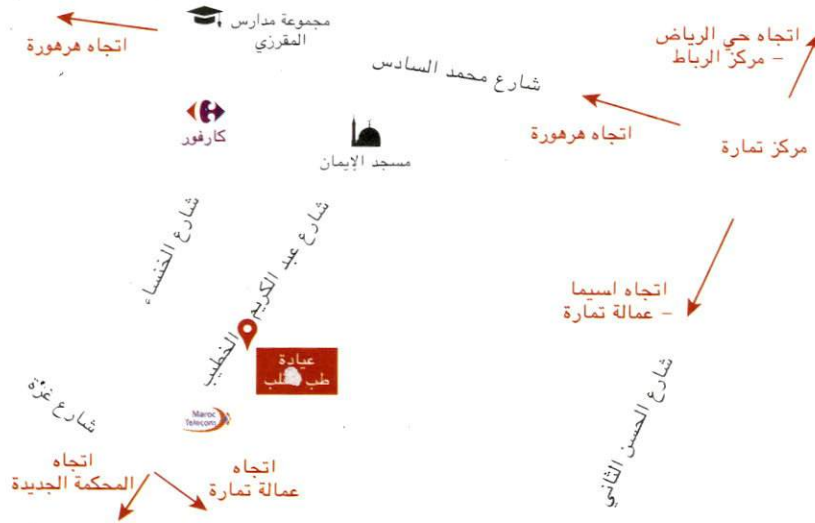 مجموعة مدارس
المقرزي
اتجاه هرهورة
اتجاه حي الرياض
– مركز الرباط
شارع محمد السادس
كارفور
مسجد الإيمان
اتجاه هرهورة
مركز تمارة
شارع الخنساء
شارع عبد الكريم الخطيب
اتجاه اسيما
– عمالة تمارة
عيادة
طب
شارع الحسن الثاني
شارع غزة
Maroc
Telecom
اتجاه
المحكمة الجديدة
اتجاه
عمالة تمارة